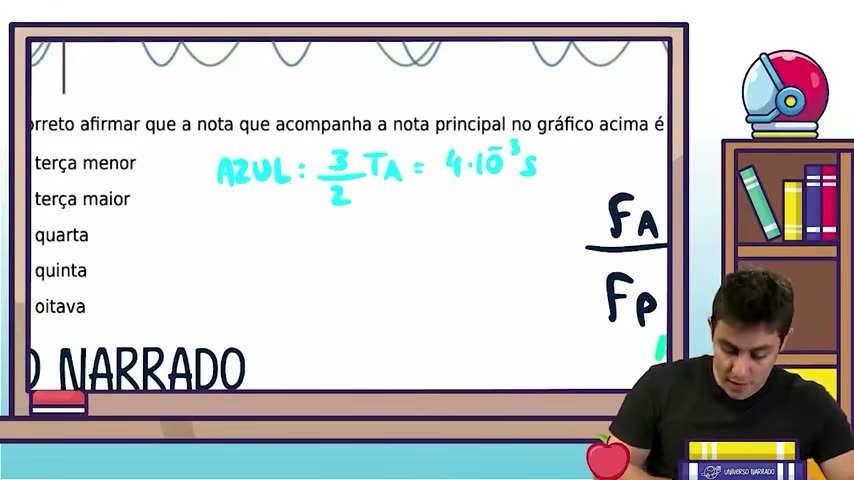 orreto afirmar que a nota que acompanha a nota principal no gráfico acima é
terça menor
AZUL: 3/2 TA = 4·10⁻³ s
terça maior
FA
quarta
quinta
FP
oitava
O NARRADO
UNIVERSO NARRADO